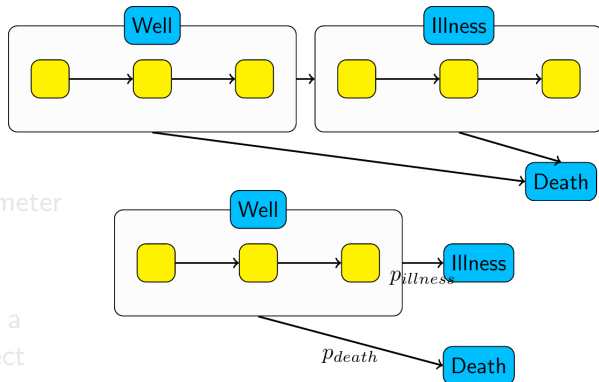 Well
Illness
Death
meter
Well
Illness
p_illness
a
ect
p_death
Death